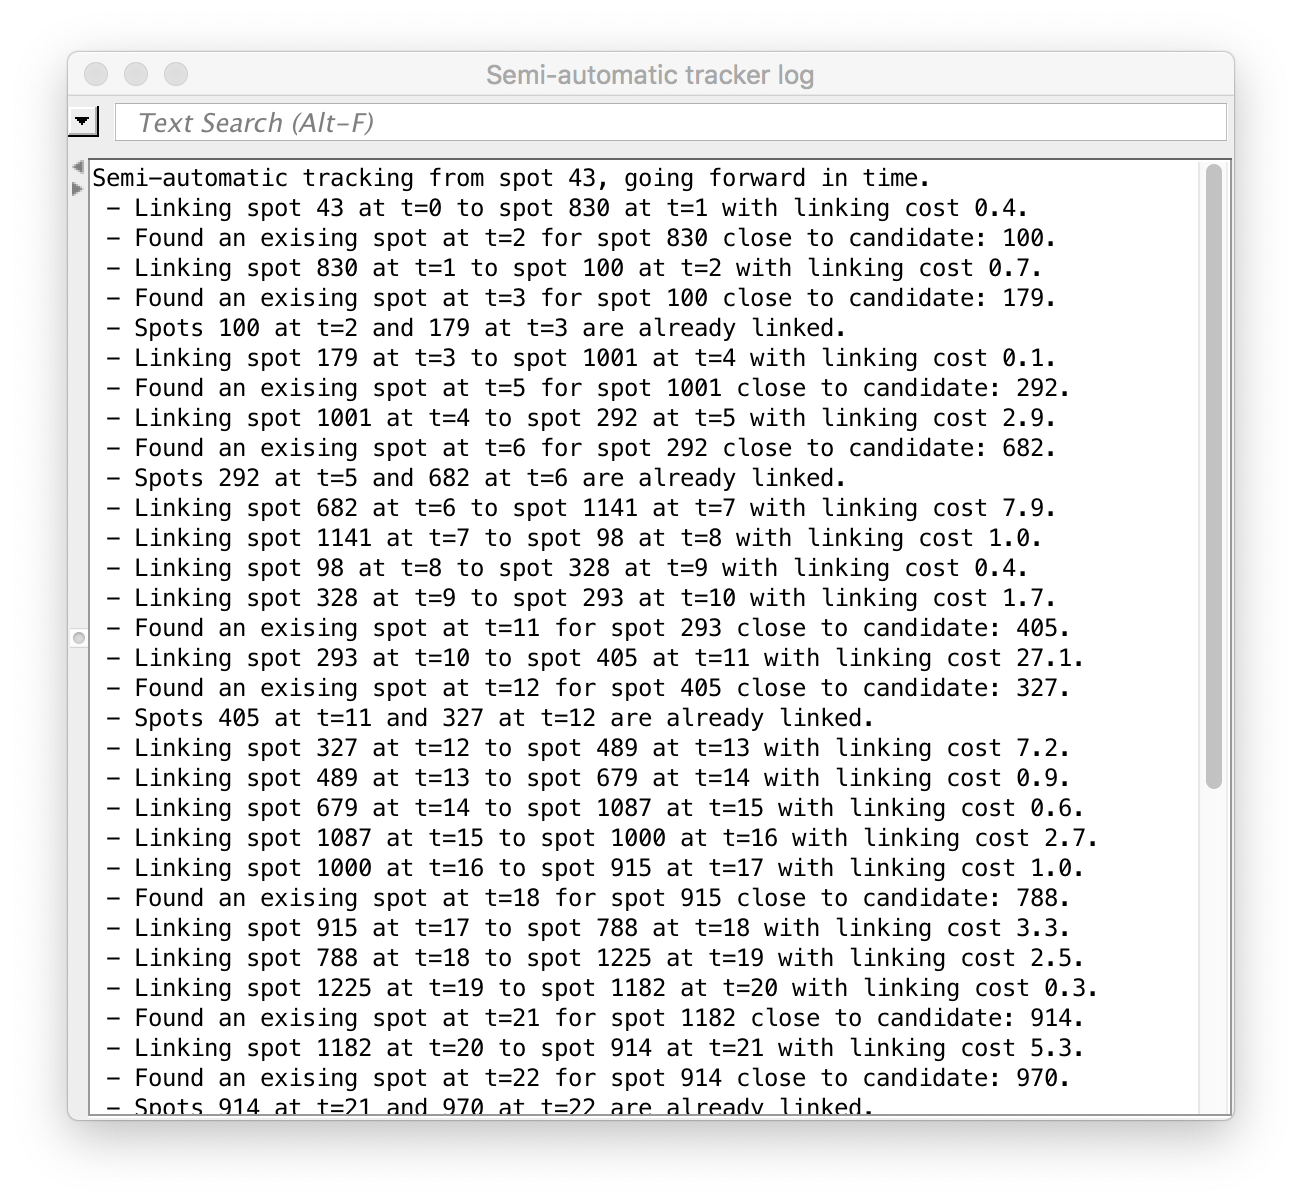 Semi-automatic tracker log
Text Search (Alt-F)
Semi-automatic tracking from spot 43, going forward in time.
- Linking spot 43 at t=0 to spot 830 at t=1 with linking cost 0.4.
- Found an exising spot at t=2 for spot 830 close to candidate: 100.
- Linking spot 830 at t=1 to spot 100 at t=2 with linking cost 0.7.
- Found an exising spot at t=3 for spot 100 close to candidate: 179.
- Spots 100 at t=2 and 179 at t=3 are already linked.
- Linking spot 179 at t=3 to spot 1001 at t=4 with linking cost 0.1.
- Found an exising spot at t=5 for spot 1001 close to candidate: 292.
- Linking spot 1001 at t=4 to spot 292 at t=5 with linking cost 2.9.
- Found an exising spot at t=6 for spot 292 close to candidate: 682.
- Spots 292 at t=5 and 682 at t=6 are already linked.
- Linking spot 682 at t=6 to spot 1141 at t=7 with linking cost 7.9.
- Linking spot 1141 at t=7 to spot 98 at t=8 with linking cost 1.0.
- Linking spot 98 at t=8 to spot 328 at t=9 with linking cost 0.4.
- Linking spot 328 at t=9 to spot 293 at t=10 with linking cost 1.7.
- Found an exising spot at t=11 for spot 293 close to candidate: 405.
- Linking spot 293 at t=10 to spot 405 at t=11 with linking cost 27.1.
- Found an exising spot at t=12 for spot 405 close to candidate: 327.
- Spots 405 at t=11 and 327 at t=12 are already linked.
- Linking spot 327 at t=12 to spot 489 at t=13 with linking cost 7.2.
- Linking spot 489 at t=13 to spot 679 at t=14 with linking cost 0.9.
- Linking spot 679 at t=14 to spot 1087 at t=15 with linking cost 0.6.
- Linking spot 1087 at t=15 to spot 1000 at t=16 with linking cost 2.7.
- Linking spot 1000 at t=16 to spot 915 at t=17 with linking cost 1.0.
- Found an exising spot at t=18 for spot 915 close to candidate: 788.
- Linking spot 915 at t=17 to spot 788 at t=18 with linking cost 3.3.
- Linking spot 788 at t=18 to spot 1225 at t=19 with linking cost 2.5.
- Linking spot 1225 at t=19 to spot 1182 at t=20 with linking cost 0.3.
- Found an exising spot at t=21 for spot 1182 close to candidate: 914.
- Linking spot 1182 at t=20 to spot 914 at t=21 with linking cost 5.3.
- Found an exising spot at t=22 for spot 914 close to candidate: 970.
- Spots 914 at t=21 and 970 at t=22 are already linked.